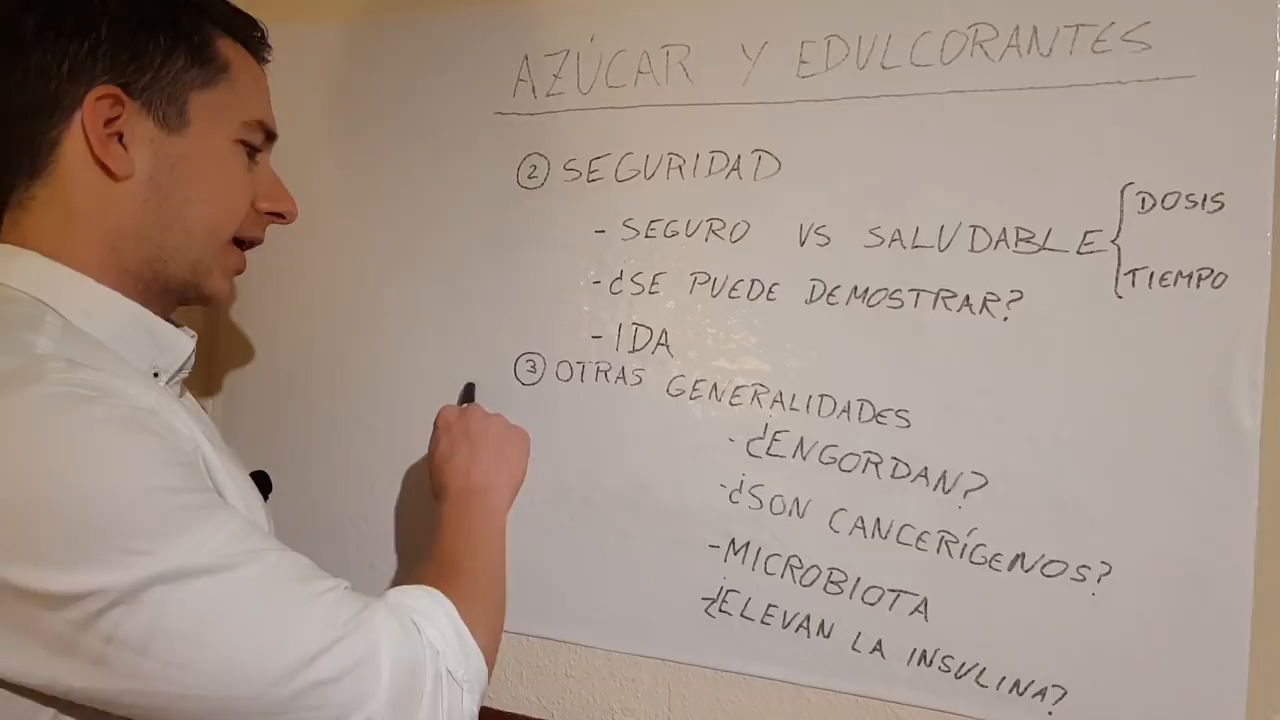 AZÚCAR Y EDULCORANTES
② SEGURIDAD
- SEGURO VS SALUDABLE { DOSIS
TIEMPO
- ¿SE PUEDE DEMOSTRAR?
- IDA
③ OTRAS GENERALIDADES
- ¿ENGORDAN?
- ¿SON CANCERÍGENOS?
- MICROBIOTA
- ¿ELEVAN LA INSULINA?